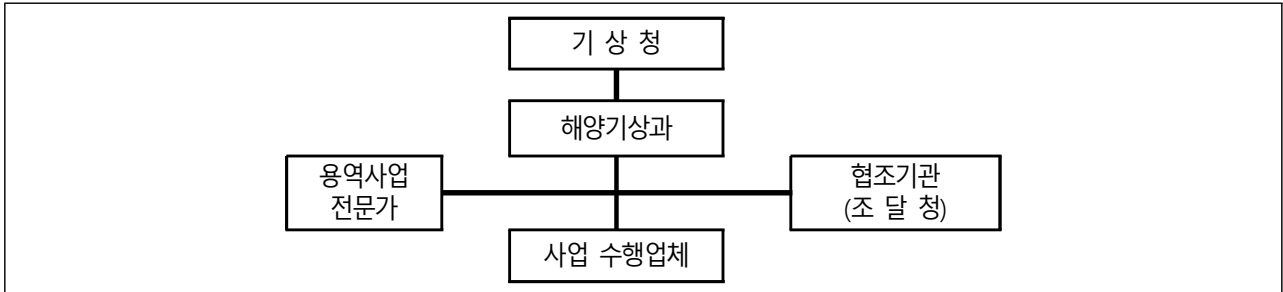 기 상 청
해양기상과
용역사업
전문가
협조기관
(조 달 청)
사업 수행업체